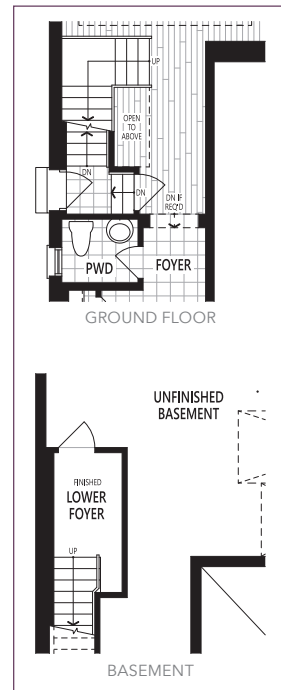 UP
OPEN
TO
ABOVE
DN
DN
DN IF
REQ'D
PWD
FOYER
GROUND FLOOR
UNFINISHED
BASEMENT
FINISHED
LOWER
FOYER
UP
BASEMENT